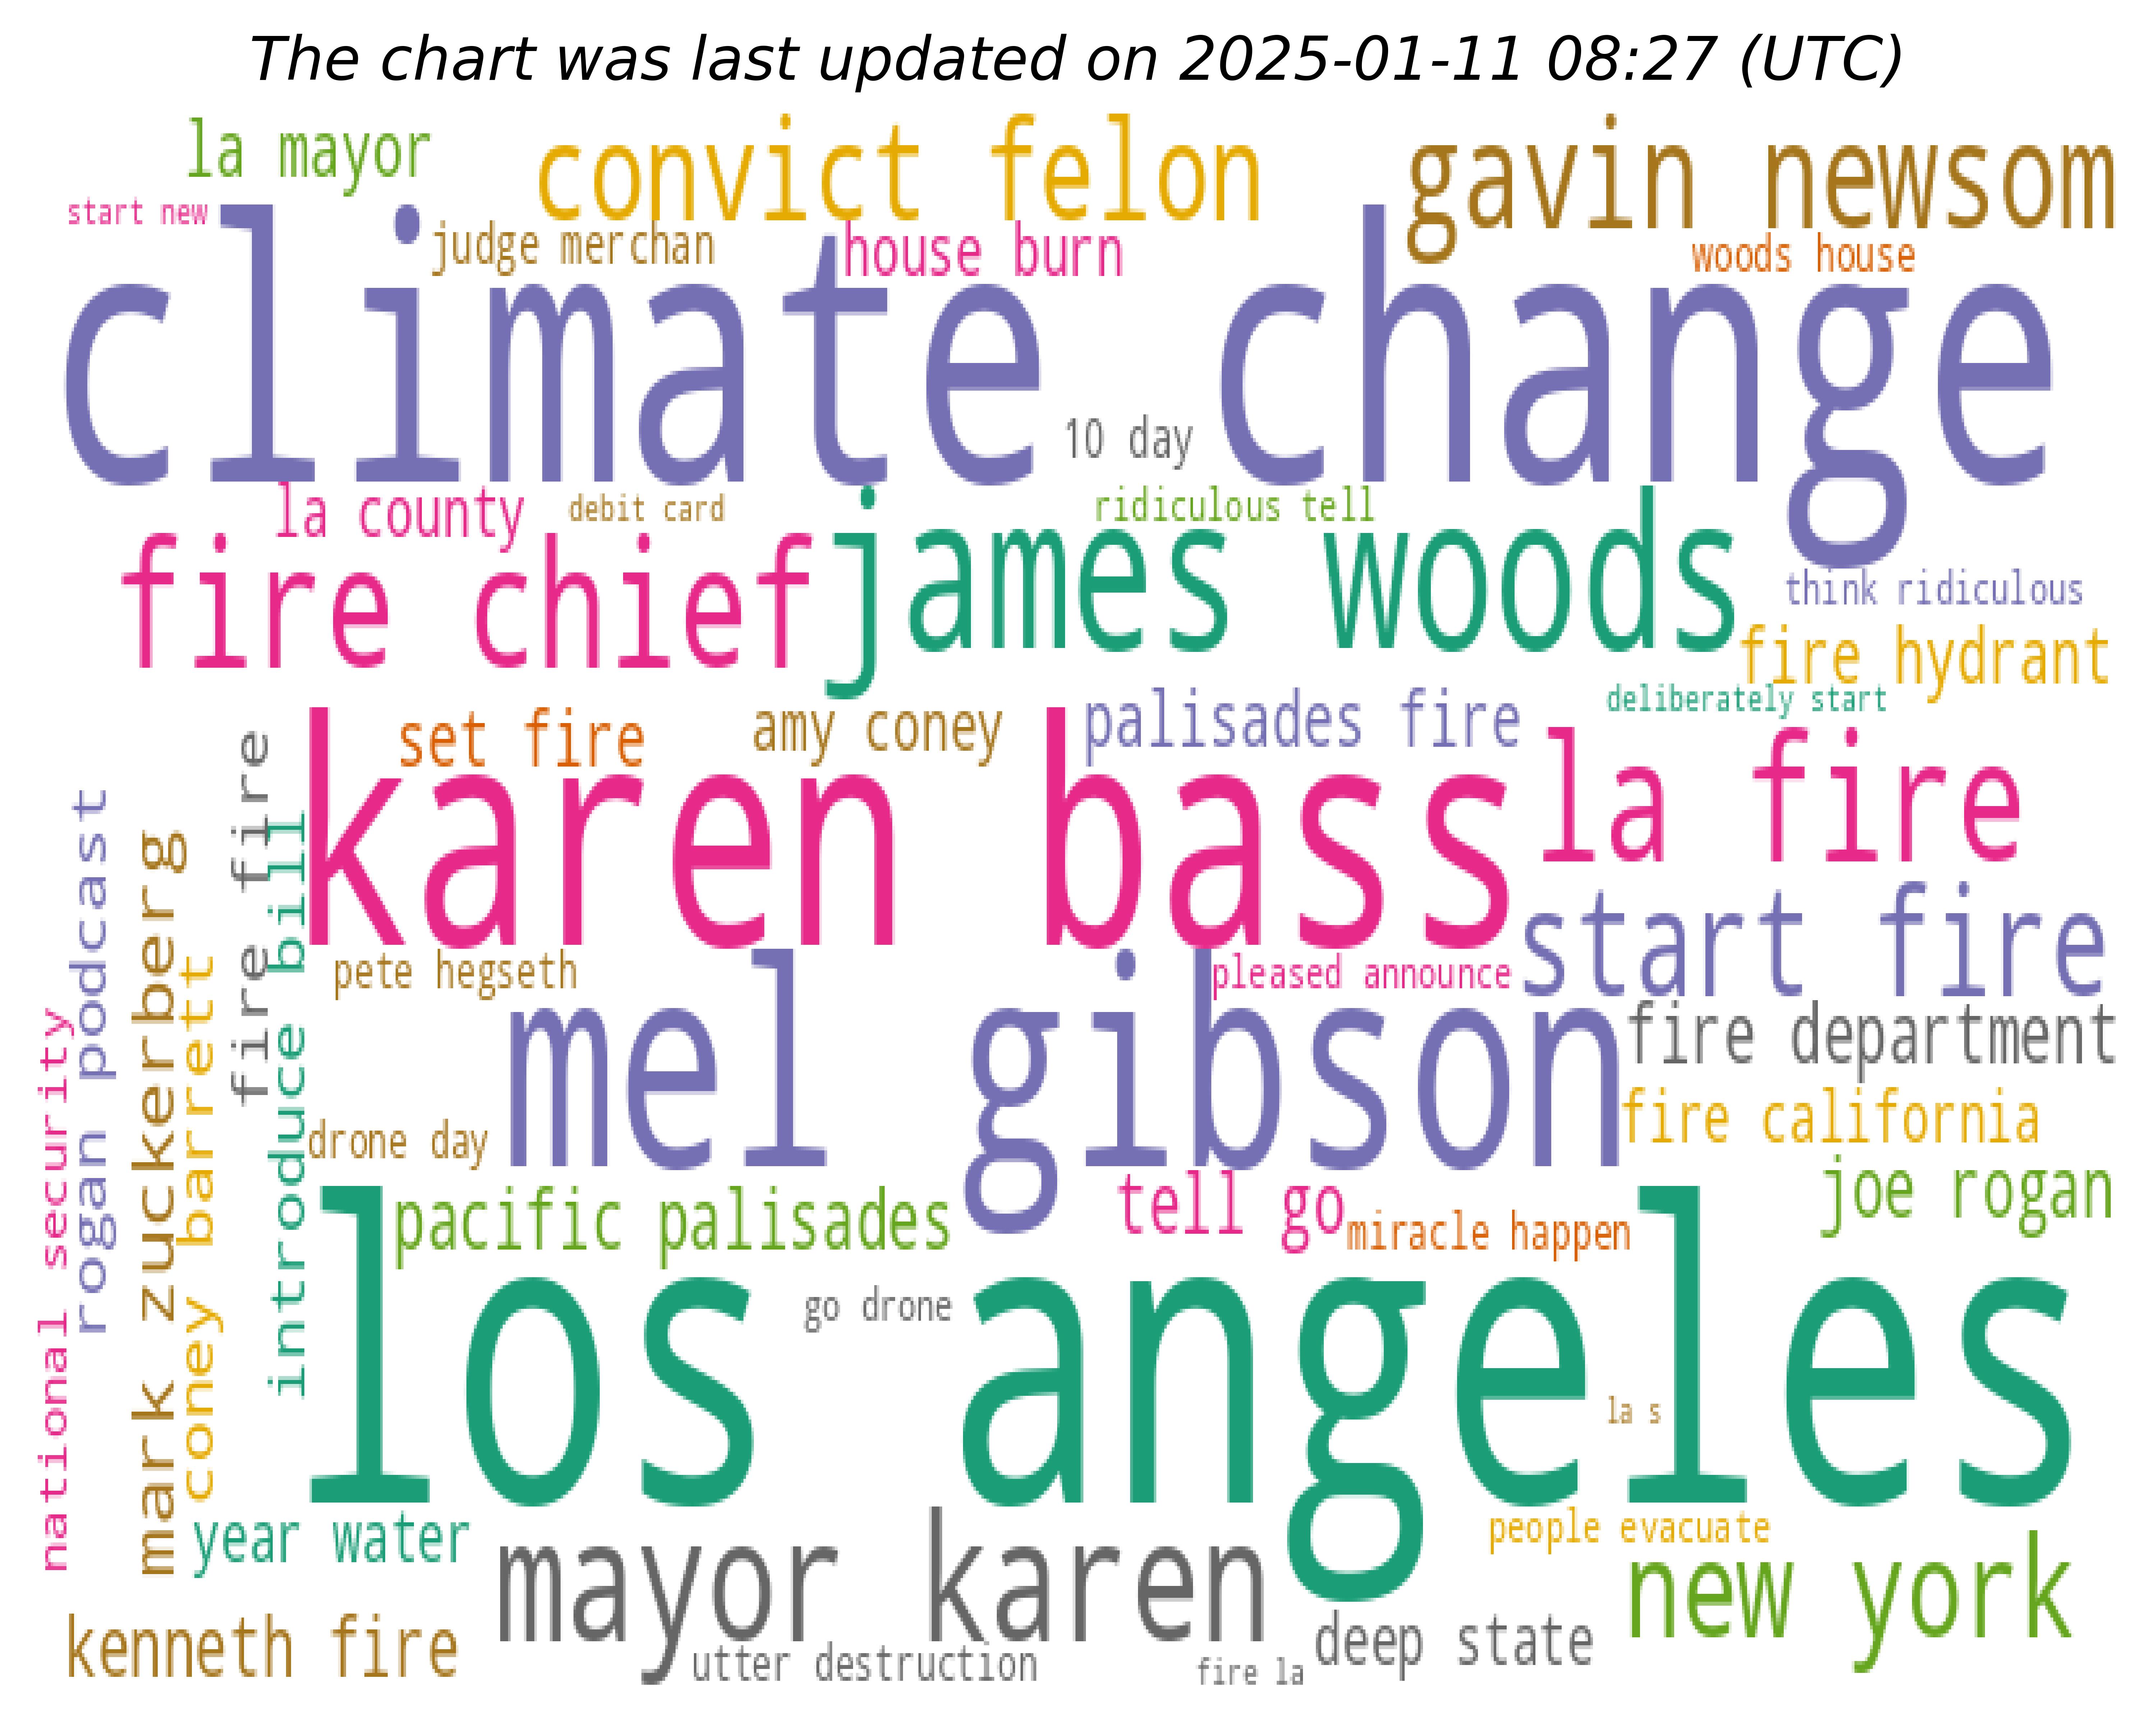 The chart was last updated on 2025-01-11 08:27 (UTC)
la mayor
convict felon
gavin newsom
start new
judge merchan
house burn
woods house
climate change
10 day
la county
debit card
ridiculous tell
fire chief
james woods
think ridiculous
fire hydrant
deliberately start
set fire
amy coney
palisades fire
karen bass
la fire
start fire
pete hegseth
pleased announce
mel gibson
fire department
fire california
drone day
joe rogan
pacific palisades
tell go
miracle happen
los angeles
go drone
la s
national security
rogan podcast
mark zuckerberg
coney barrett
fire fire
introduce bill
year water
people evacuate
mayor karen
new york
kenneth fire
utter destruction
fire la
deep state